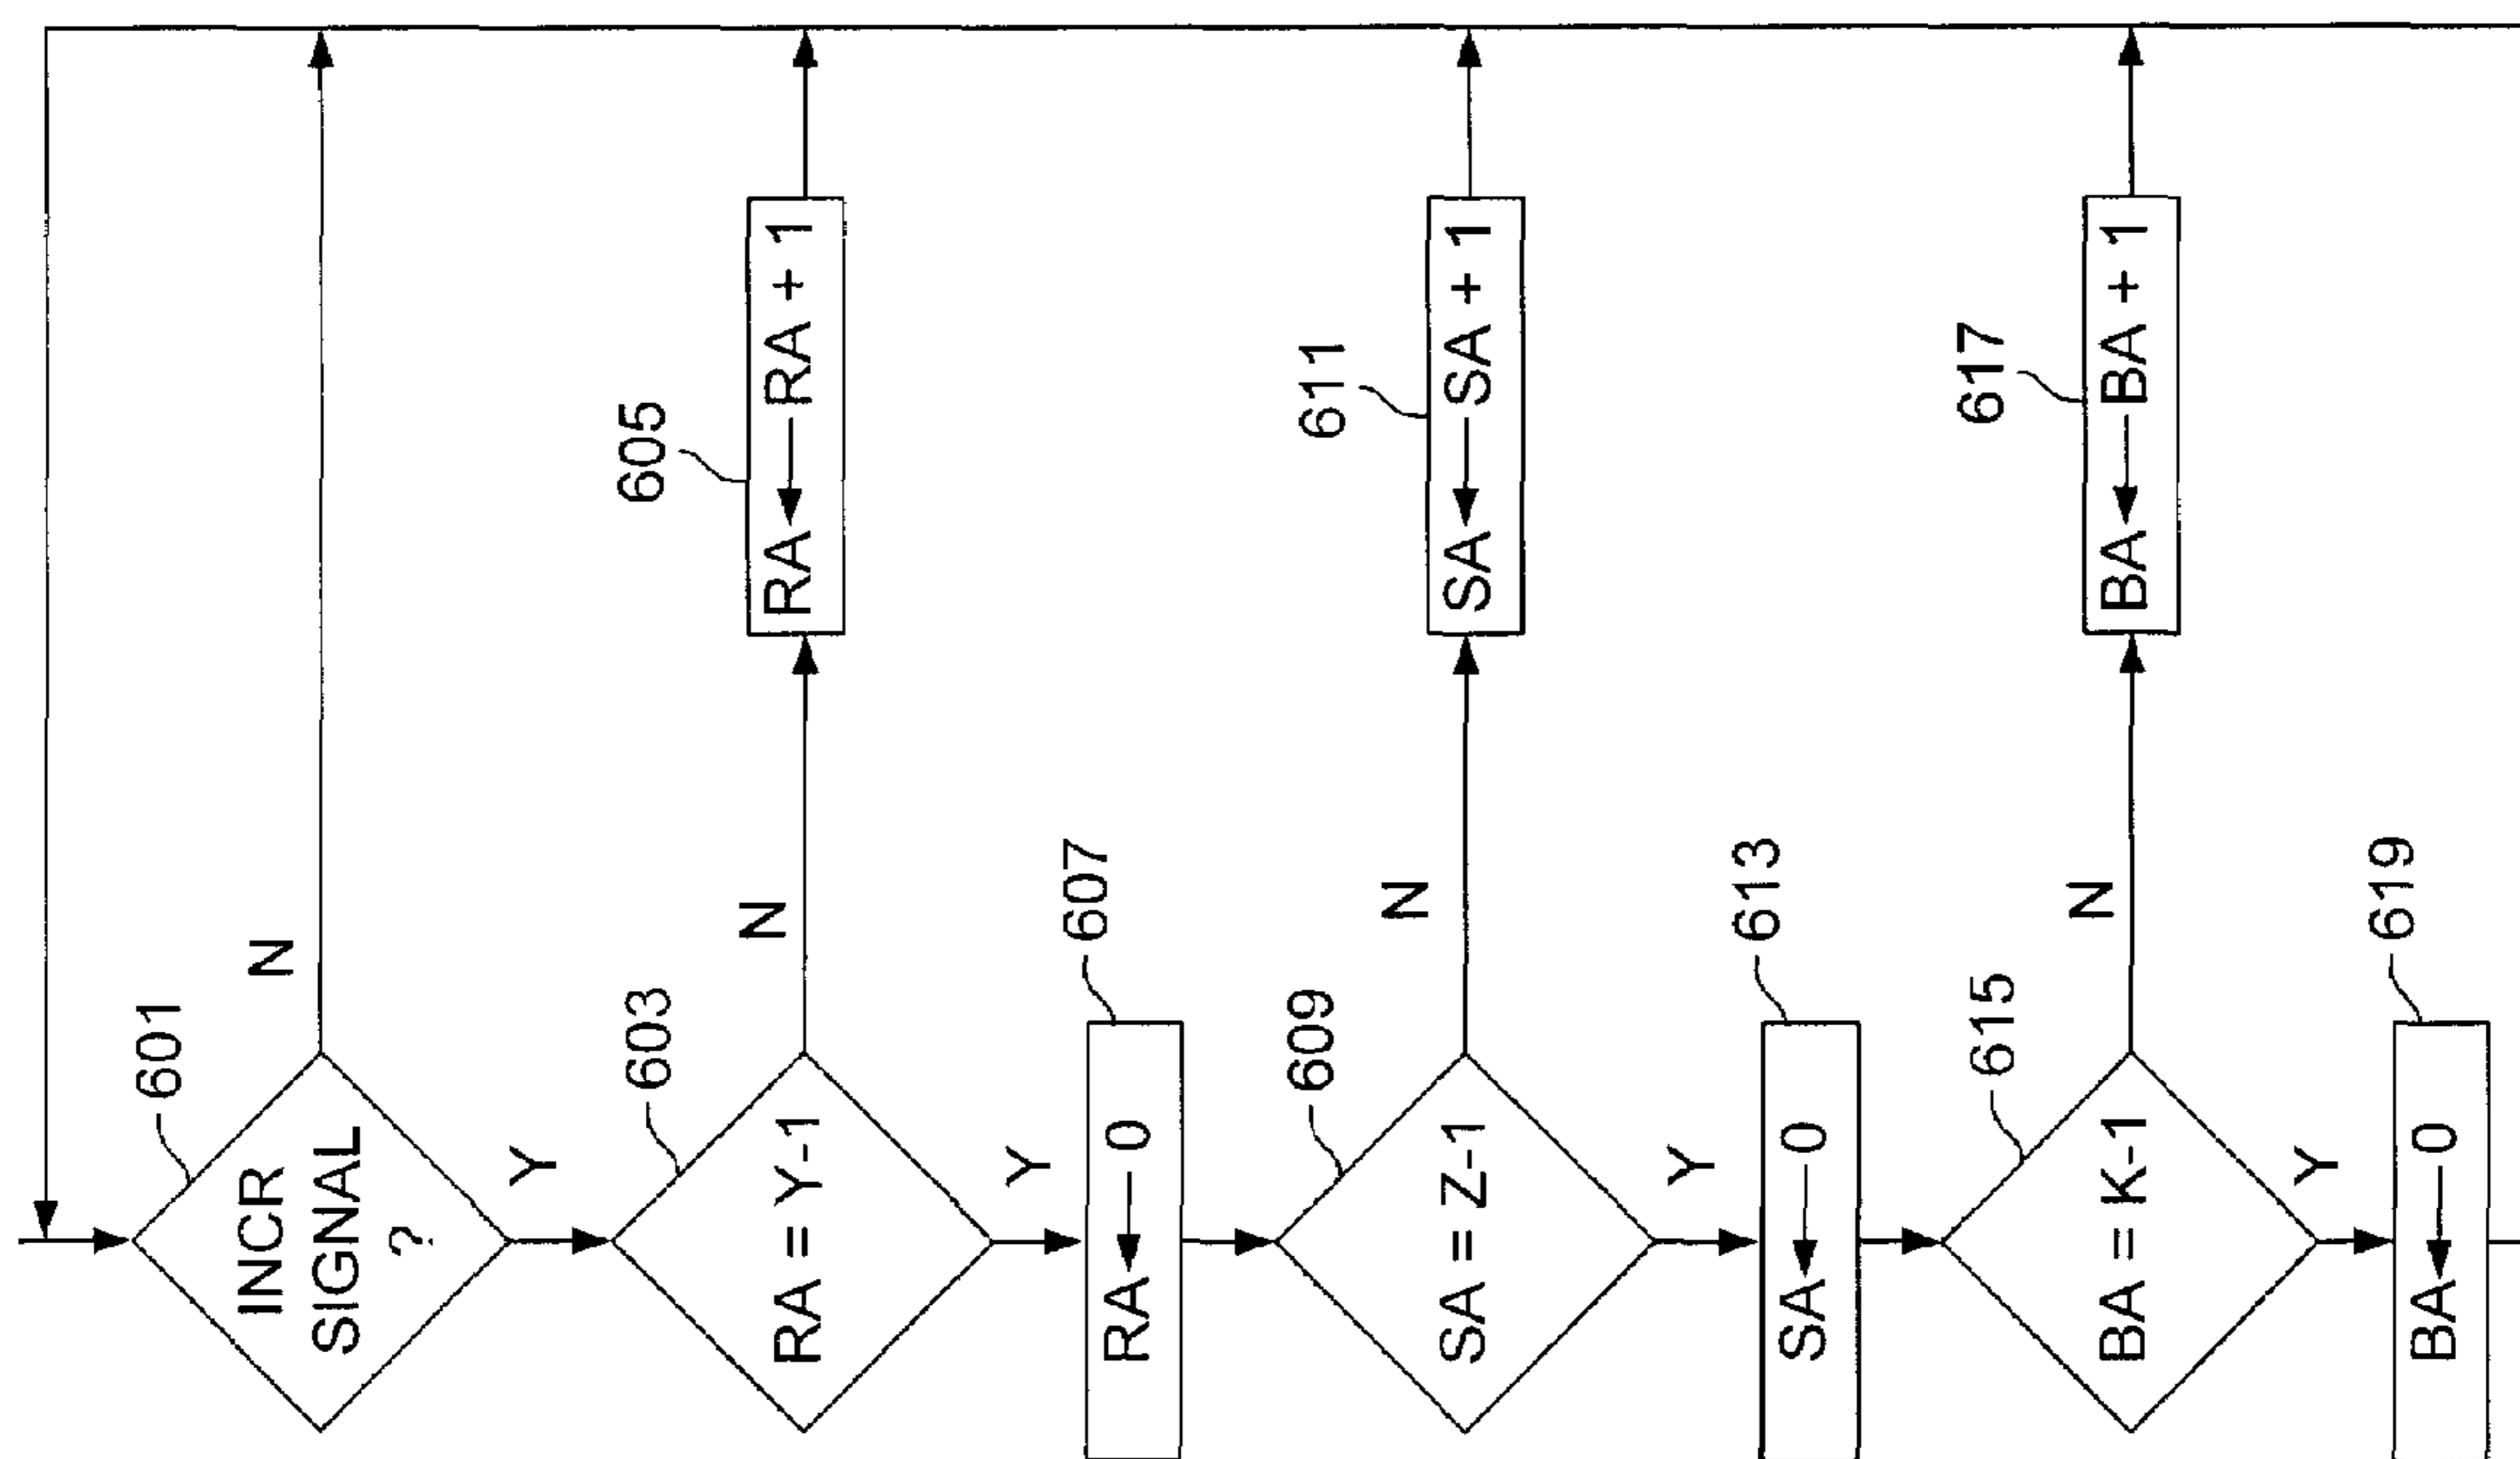 601
INCR
SIGNAL
?
N
Y
603
RA = Y-1
N
605
RA ← RA + 1
Y
607
RA ← 0
609
SA = Z-1
N
611
SA ← SA + 1
Y
613
SA ← 0
615
BA = K-1
N
617
BA ← BA + 1
Y
619
BA ← 0